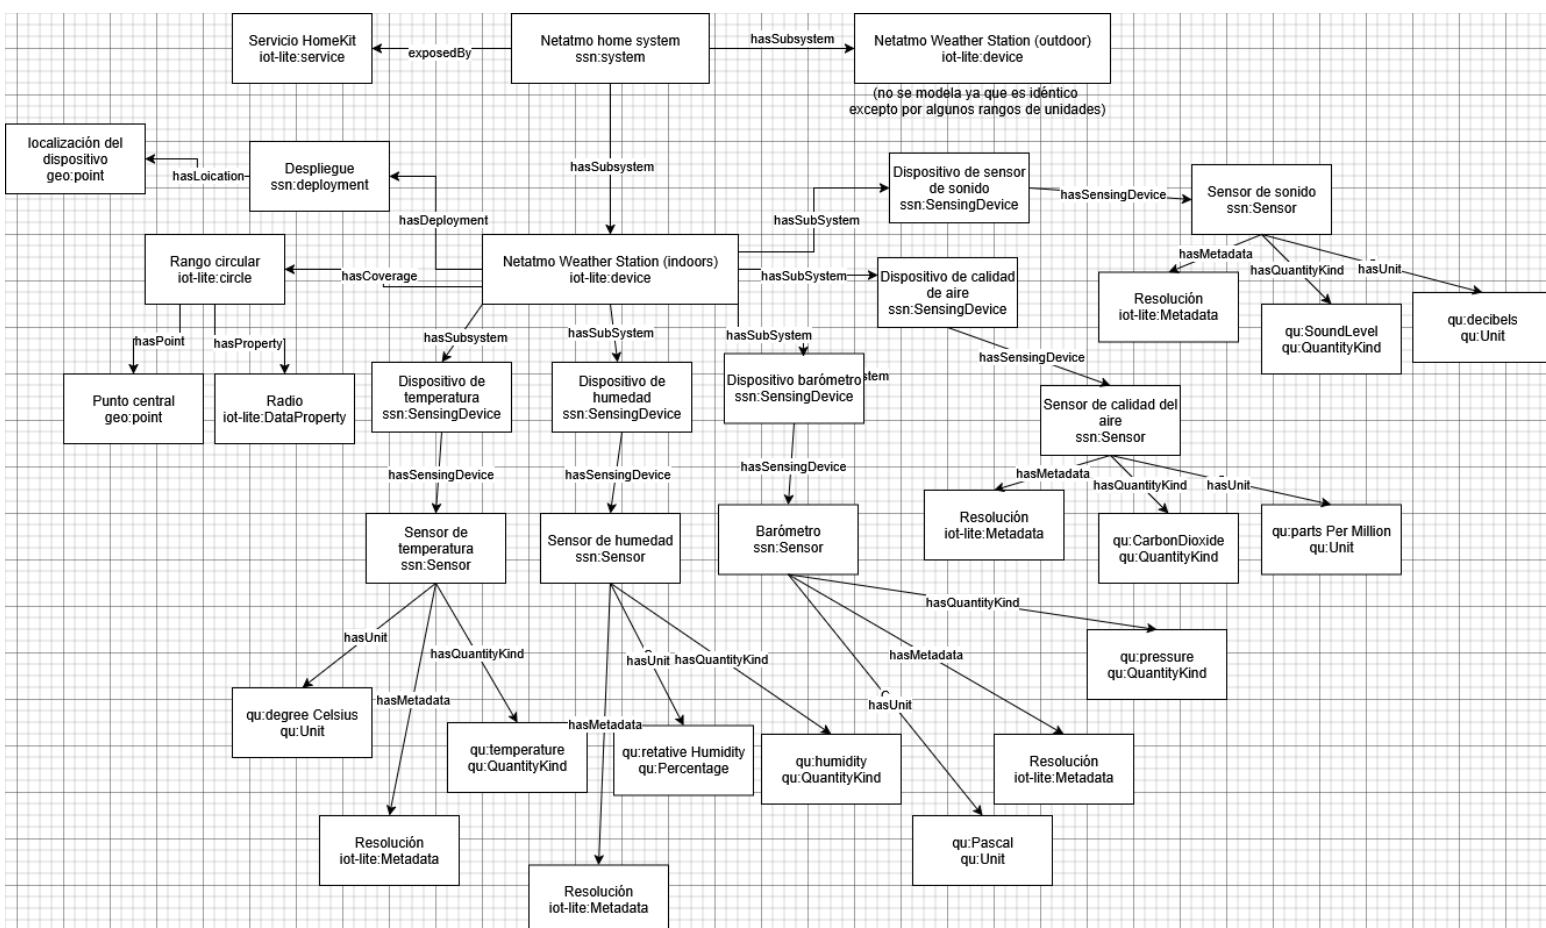 Servicio HomeKit
iot-lite:service
exposedBy
Netatmo home system
ssn:system
hasSubsystem
Netatmo Weather Station (outdoor)
iot-lite:device
(no se modela ya que es idéntico
excepto por algunos rangos de unidades)
localización del
dispositivo
geo:point
hasLoication
Despliegue
ssn:deployment
hasSubsystem
hasDeployment
Dispositivo de sensor
de sonido
ssn:SensingDevice
hasSensingDevice
Sensor de sonido
ssn:Sensor
hasSubSystem
Rango circular
iot-lite:circle
hasCoverage
Netatmo Weather Station (indoors)
iot-lite:device
hasSubSystem
Dispositivo de calidad
de aire
ssn:SensingDevice
hasMetadata
hasQuantityKind
hasUnit
Resolución
iot-lite:Metadata
qu:SoundLevel
qu:QuantityKind
qu:decibels
qu:Unit
hasPoint
hasProperty
hasSubsystem
hasSubSystem
hasSubSystem
hasSensingDevice
Punto central
geo:point
Radio
iot-lite:DataProperty
Dispositivo de
temperatura
ssn:SensingDevice
Dispositivo de
humedad
ssn:SensingDevice
Dispositivo barómetro
ssn:SensingDevice
stem
Sensor de calidad del
aire
ssn:Sensor
hasSensingDevice
hasSensingDevice
hasSensingDevice
hasMetadata
hasQuantityKind
hasUnit
Resolución
iot-lite:Metadata
qu:CarbonDioxide
qu:QuantityKind
qu:parts Per Million
qu:Unit
Sensor de
temperatura
ssn:Sensor
Sensor de humedad
ssn:Sensor
Barómetro
ssn:Sensor
hasUnit
hasMetadata
hasQuantityKind
hasUnit
hasQuantityKind
hasMetadata
hasQuantityKind
hasMetadata
hasUnit
qu:pressure
qu:QuantityKind
qu:degree Celsius
qu:Unit
qu:temperature
qu:QuantityKind
qu:retative Humidity
qu:Percentage
qu:humidity
qu:QuantityKind
Resolución
iot-lite:Metadata
Resolución
iot-lite:Metadata
qu:Pascal
qu:Unit
Resolución
iot-lite:Metadata